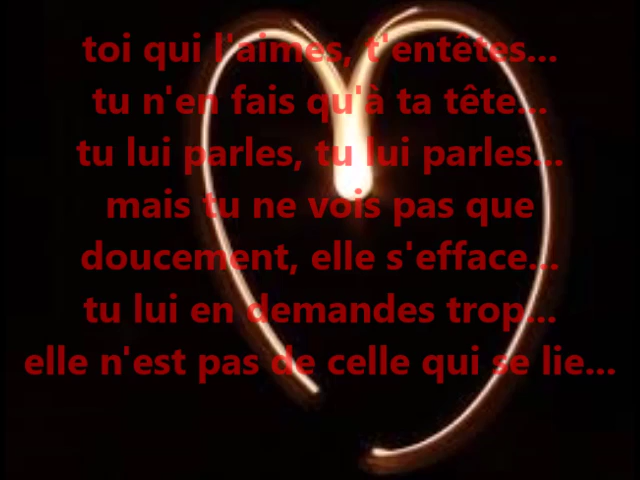 toi qui l'aimes, t'entêtes...
tu n'en fais qu'à ta tête...
tu lui parles, tu lui parles...
mais tu ne vois pas que
doucement, elle s'efface...
tu lui en demandes trop...
elle n'est pas de celle qui se lie...